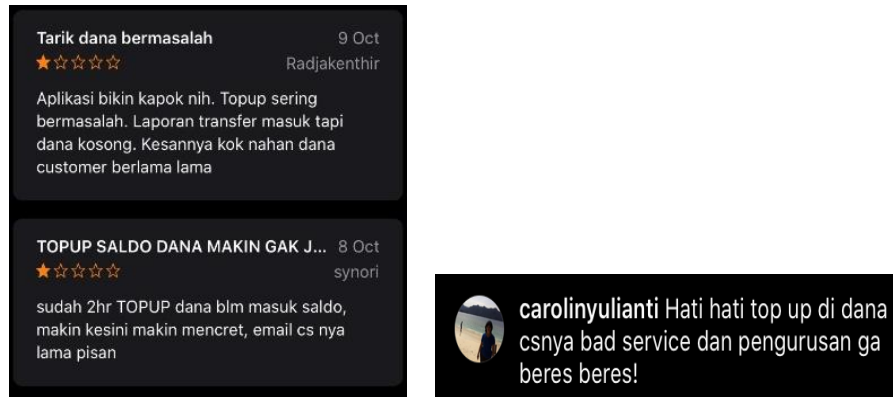 Tarik dana bermasalah 9 Oct
Radjakenthir
Aplikasi bikin kapok nih. Topup sering
bermasalah. Laporan transfer masuk tapi
dana kosong. Kesannya kok nahan dana
customer berlama lama
TOPUP SALDO DANA MAKIN GAK J... 8 Oct
synori
sudah 2hr TOPUP dana blm masuk saldo,
makin kesini makin mencret, email cs nya
lama pisan
carolinyulianti Hati hati top up di dana
csnya bad service dan pengurusan ga
beres beres!